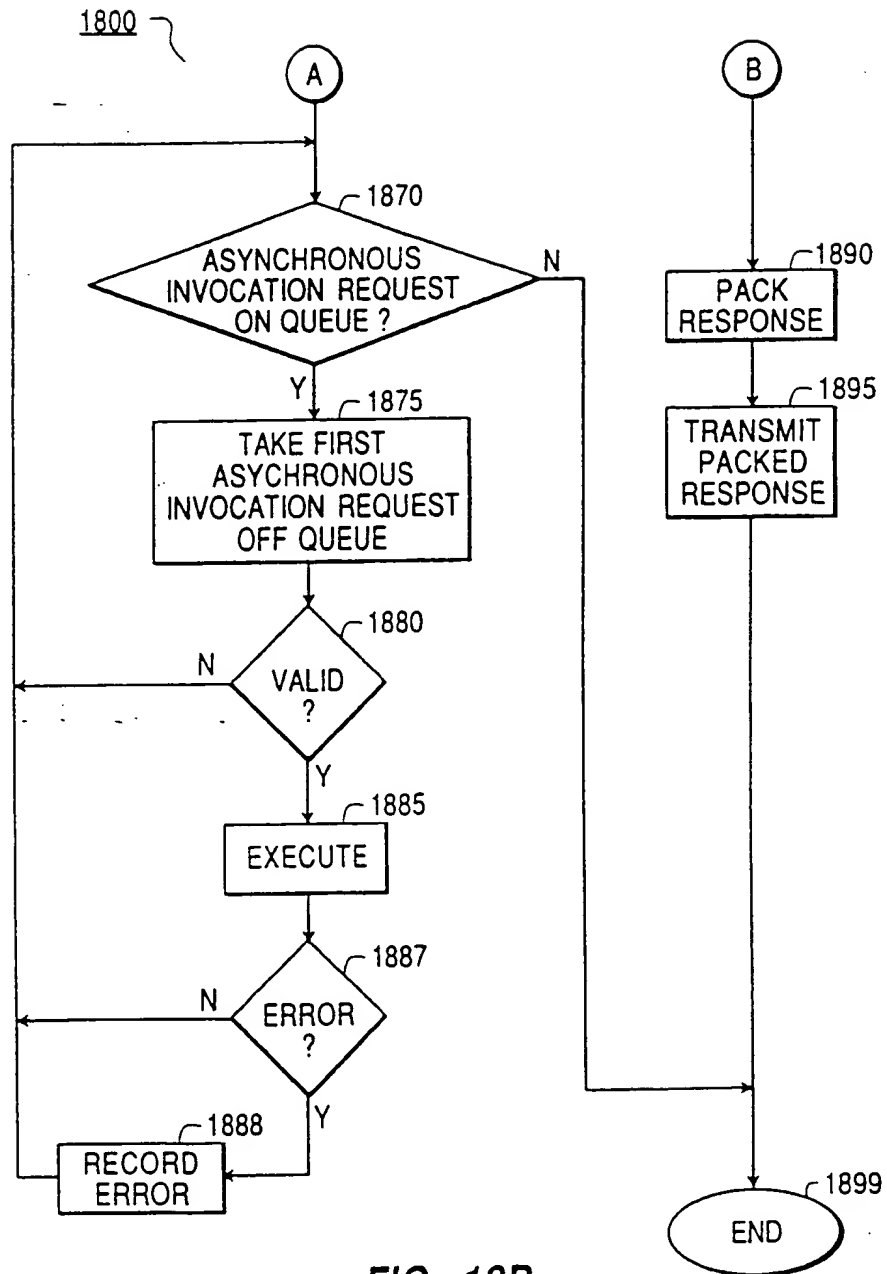 1800
A
B
1870
ASYNCHRONOUS
INVOCATION REQUEST
ON QUEUE ?
N
Y
1875
TAKE FIRST
ASYCHRONOUS
INVOCATION REQUEST
OFF QUEUE
1880
VALID
?
N
Y
1885
EXECUTE
1887
ERROR
?
N
Y
1888
RECORD
ERROR
1890
PACK
RESPONSE
1895
TRANSMIT
PACKED
RESPONSE
1899
END